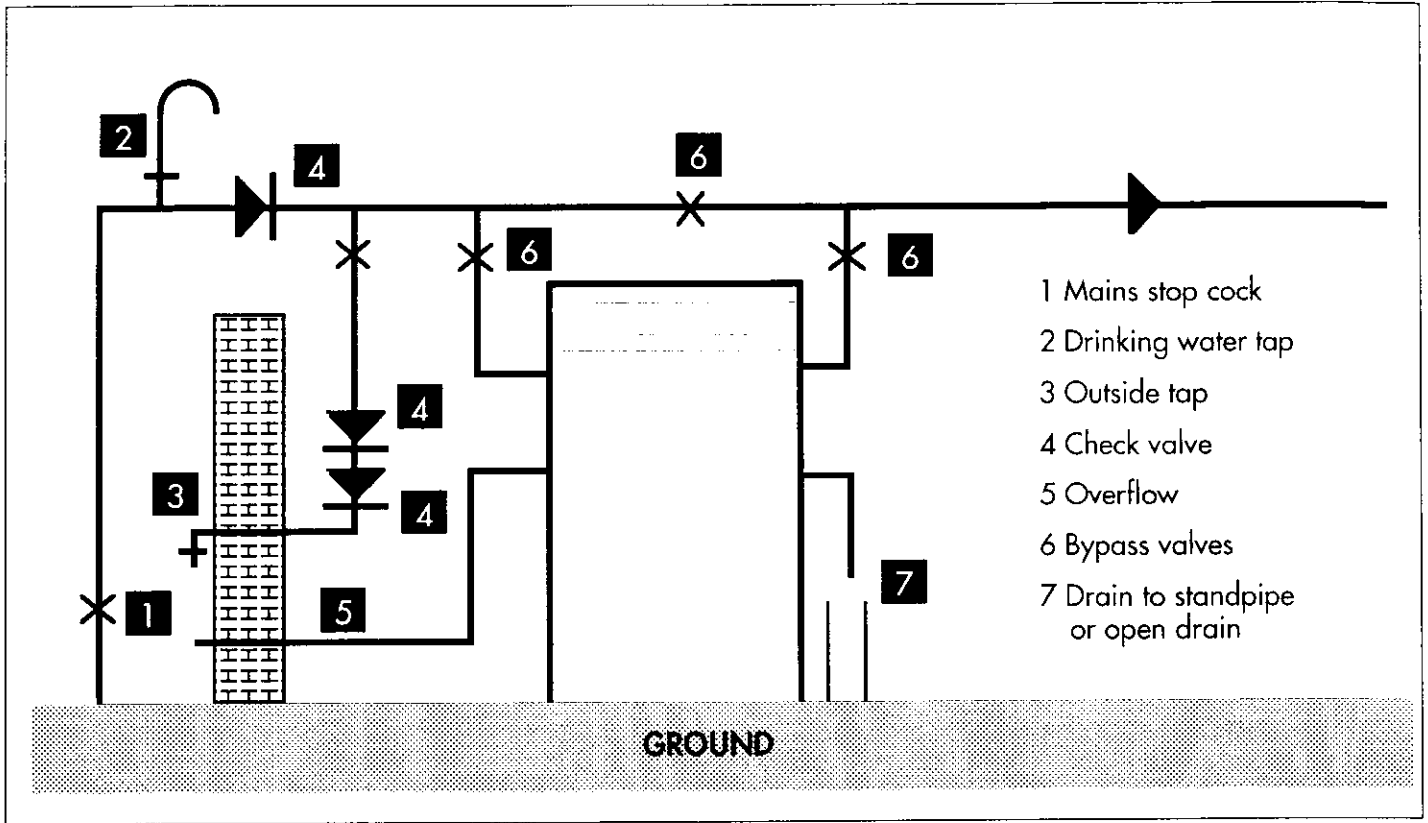 2
4
6
6
6
4
4
3
1
5
7
1 Mains stop cock
2 Drinking water tap
3 Outside tap
4 Check valve
5 Overflow
6 Bypass valves
7 Drain to standpipe
or open drain
GROUND